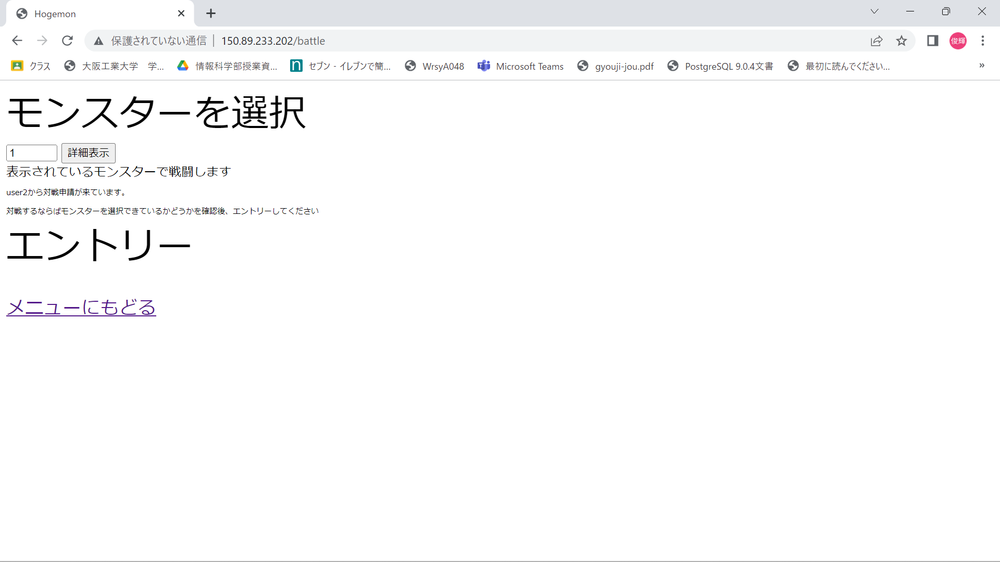 Hogemon
保護されていない通信 150.89.233.202/battle
俊輝
クラス 大阪工業大学 学... 情報科学部授業資... セブン - イレブンで簡... WrsyA048 Microsoft Teams gyouji-jou.pdf PostgreSQL 9.0.4文書 最初に読んでください... »
モンスターを選択
1 詳細表示
表示されているモンスターで戦闘します
user2から対戦申請が来ています。
対戦するならばモンスターを選択できているかどうかを確認後、エントリーしてください
エントリー
メニューにもどる